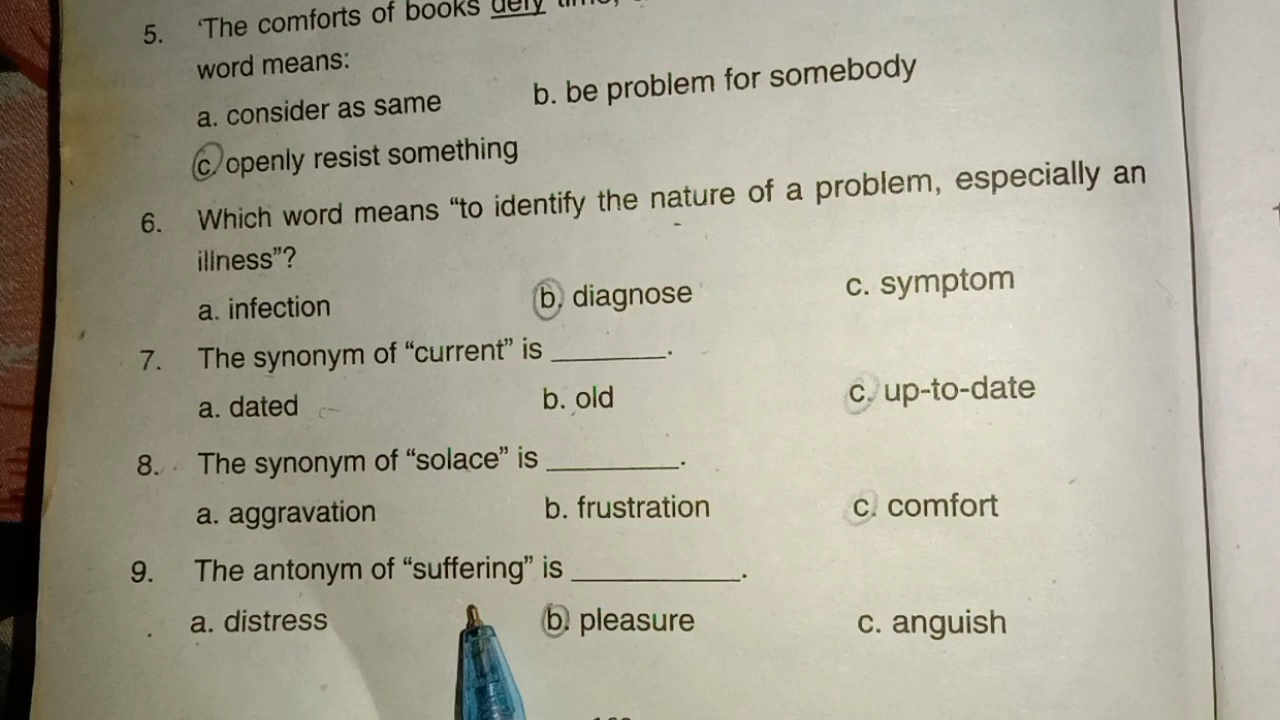 5. ‘The comforts of books defy time,
word means:
a. consider as same b. be problem for somebody
c. openly resist something
6. Which word means “to identify the nature of a problem, especially an
illness”?
a. infection b. diagnose c. symptom
7. The synonym of “current” is ________.
a. dated b. old c. up-to-date
8. The synonym of “solace” is _________.
a. aggravation b. frustration c. comfort
9. The antonym of “suffering” is ___________.
a. distress b. pleasure c. anguish